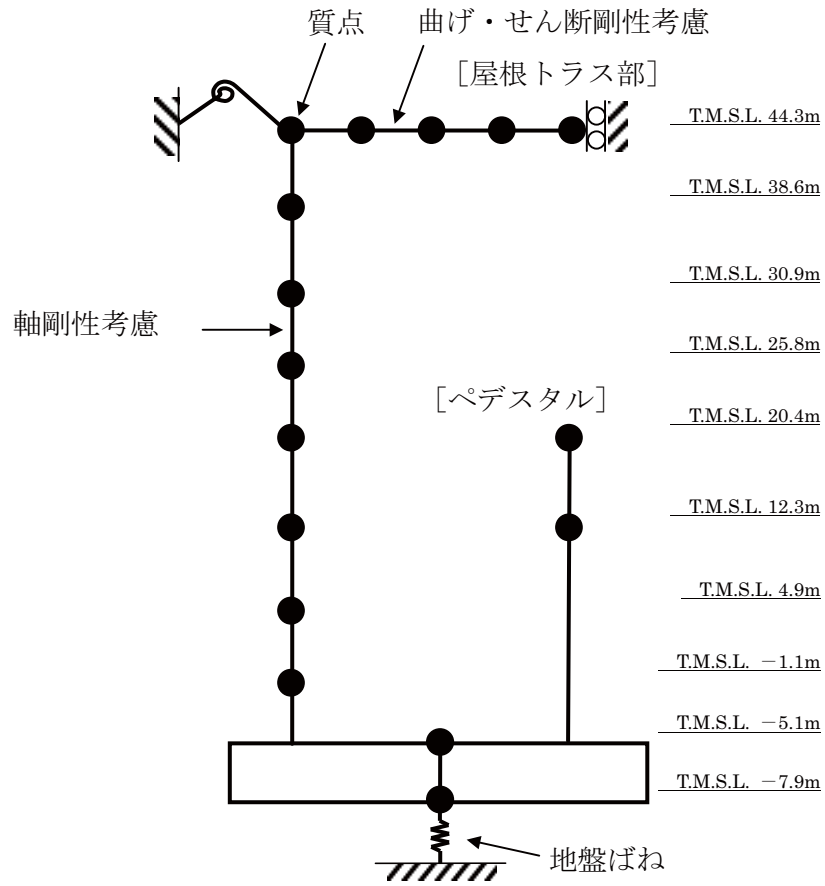 質点
曲げ・せん断剛性考慮
［屋根トラス部］
T.M.S.L. 44.3m
T.M.S.L. 38.6m
T.M.S.L. 30.9m
軸剛性考慮
T.M.S.L. 25.8m
［ペデスタル］
T.M.S.L. 20.4m
T.M.S.L. 12.3m
T.M.S.L. 4.9m
T.M.S.L. －1.1m
T.M.S.L. －5.1m
T.M.S.L. －7.9m
地盤ばね